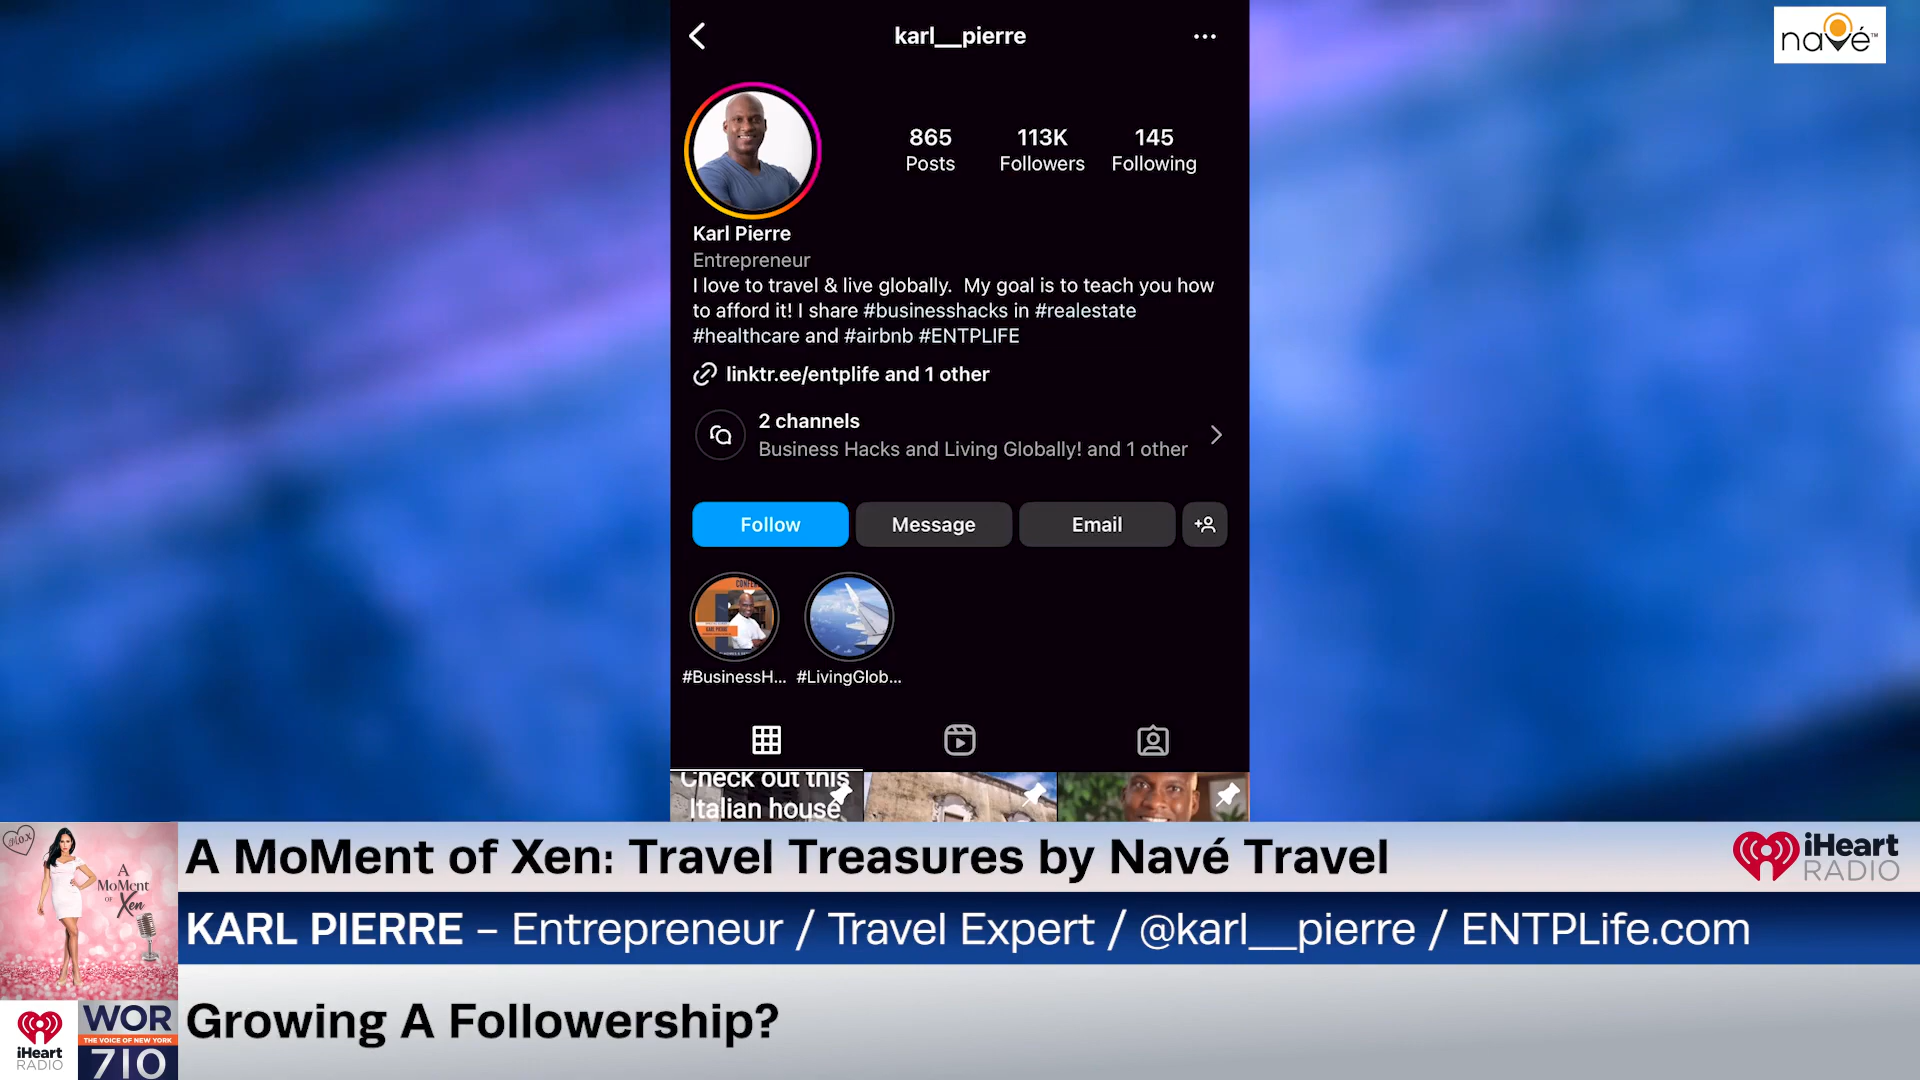 karl__pierre
navé™
865
Posts
113K
Followers
145
Following
Karl Pierre
Entrepreneur
I love to travel & live globally.  My goal is to teach you how
to afford it! I share #businesshacks in #realestate
#healthcare and #airbnb #ENTPLIFE
linktr.ee/entplife and 1 other
2 channels
Business Hacks and Living Globally! and 1 other
Follow
Message
Email
#BusinessH...
#LivingGlob...
Check out this
Italian house
M.O.X
A
MoMent
OF
Xen
A MoMent of Xen: Travel Treasures by Navé Travel
iHeart
RADIO
KARL PIERRE – Entrepreneur / Travel Expert / @karl__pierre / ENTPLife.com
iHeart
RADIO
WOR
THE VOICE OF NEW YORK
710
Growing A Followership?